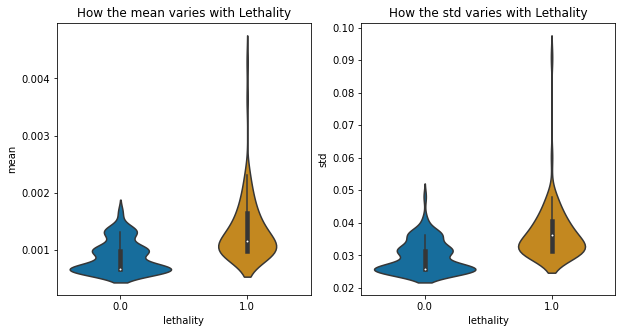 How the mean varies with Lethality
mean
0.004
0.003
0.002
0.001
0.0 1.0
lethality
How the std varies with Lethality
std
0.10
0.09
0.08
0.07
0.06
0.05
0.04
0.03
0.02
0.0 1.0
lethality